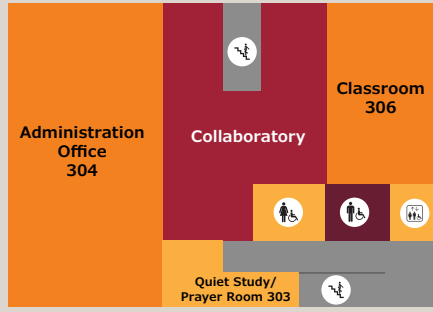 Administration
Office
304
Collaboratory
Classroom
306
Quiet Study/
Prayer Room 303